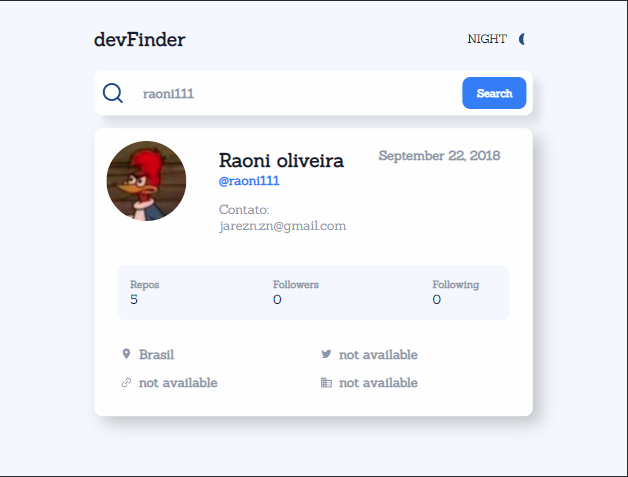 devFinder
NIGHT
raoni111
Search
Raoni oliveira
September 22, 2018
@raoni111
Contato:
jarezn.zn@gmail.com
Repos
5
Followers
0
Following
0
Brasil
not available
not available
not available